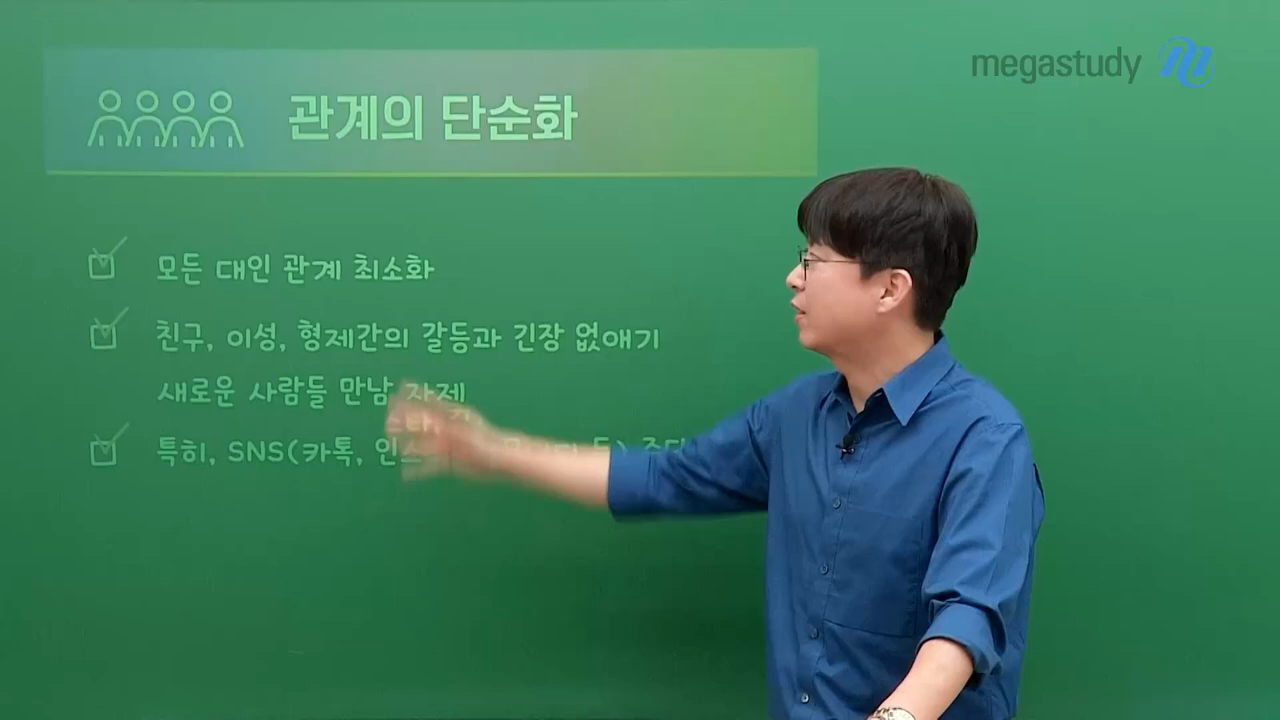 megastudy
관계의 단순화
모든 대인 관계 최소화
친구, 이성, 형제간의 갈등과 긴장 없애기
새로운 사람들 만남 자제
특히, SNS(카톡, 인스